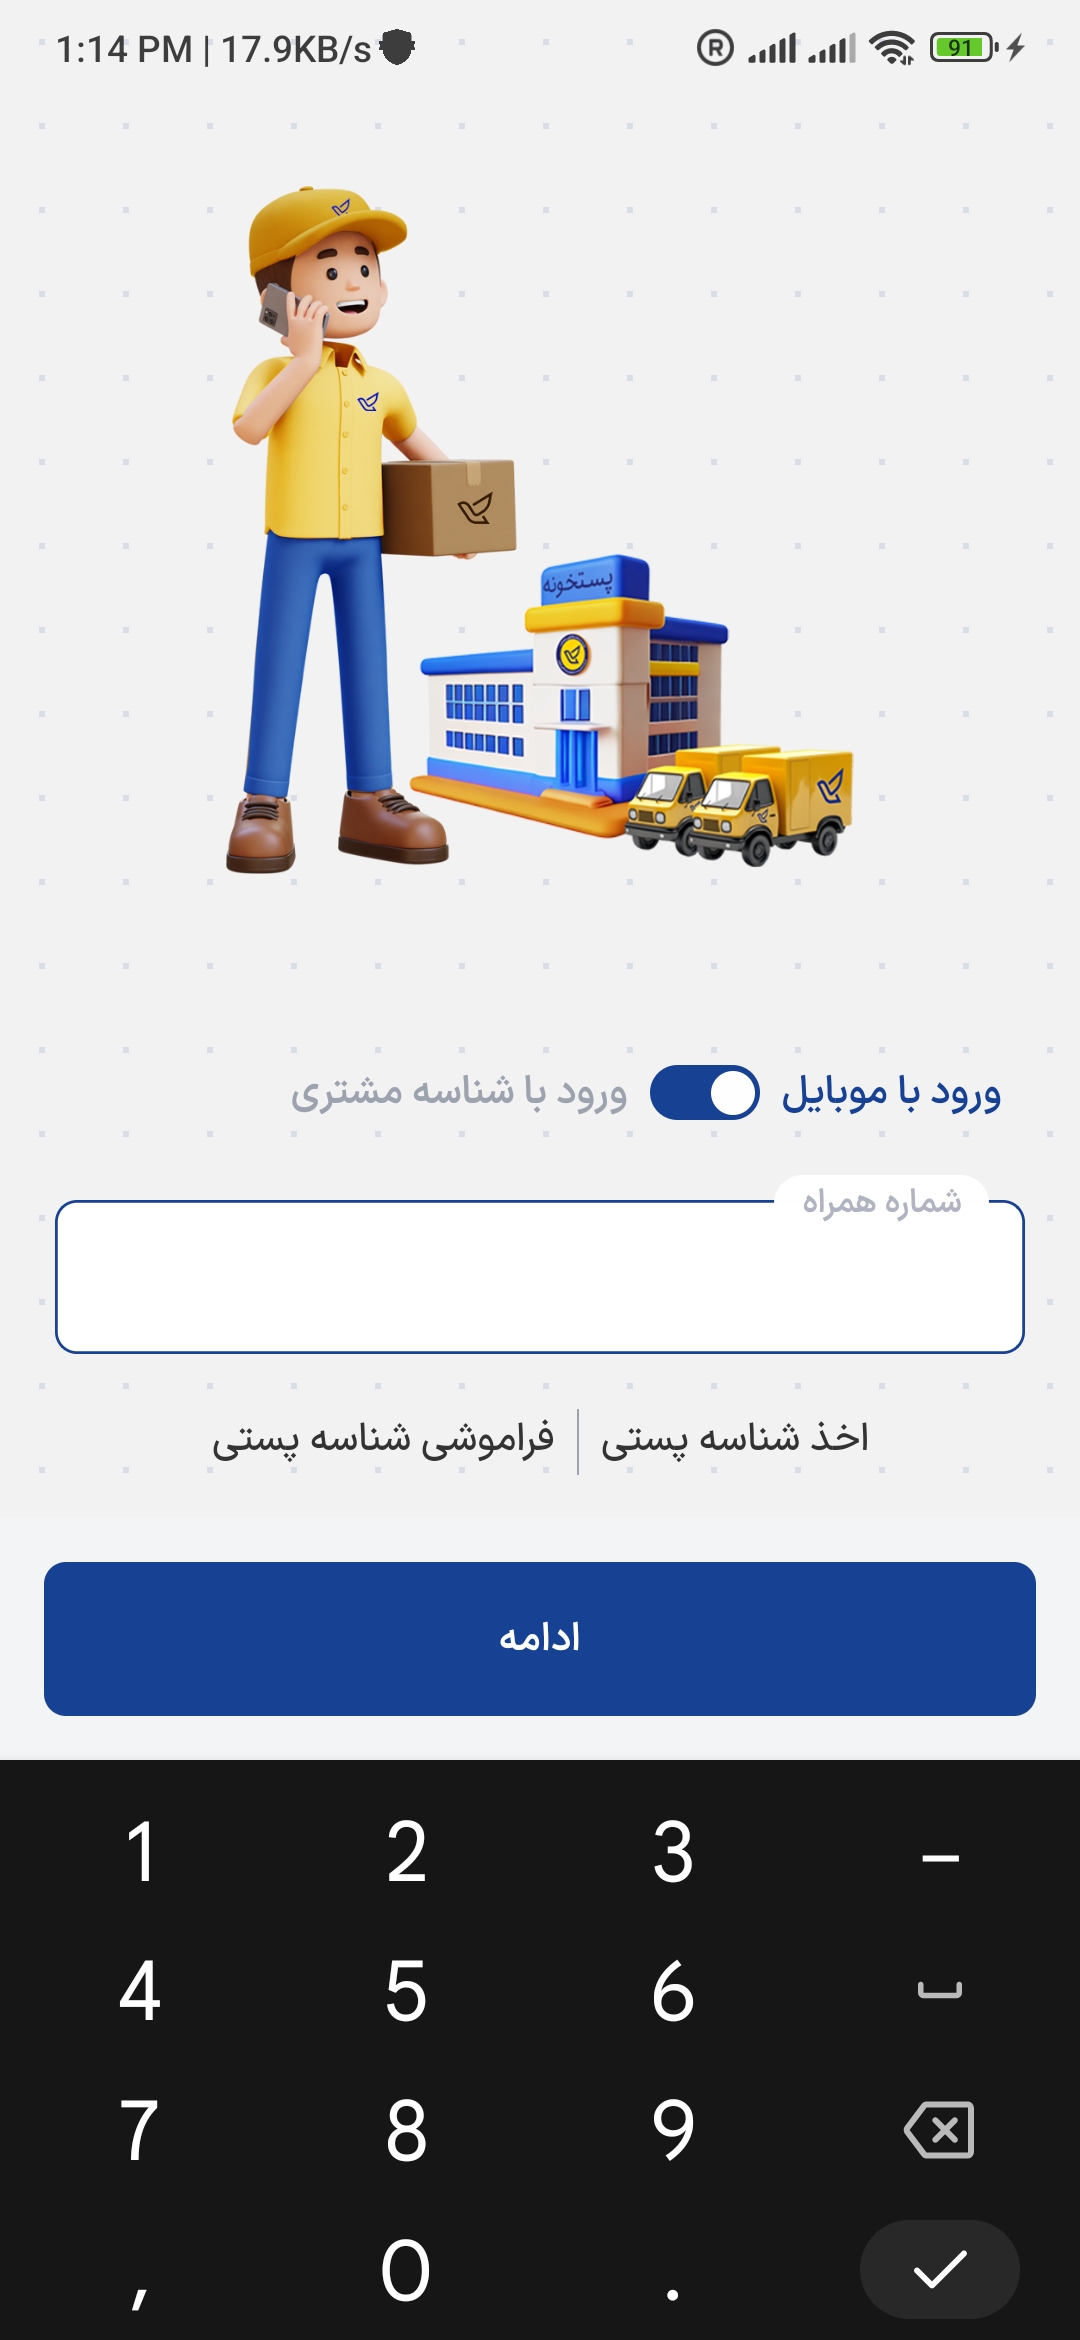 1:14 PM | 17.9KB/s
R
91
پستخونه
ورود با موبایل
ورود با شناسه مشتری
شماره همراه
اخذ شناسه پستی
فراموشی شناسه پستی
ادامه
1 2 3 –
4 5 6
7 8 9
, 0 .